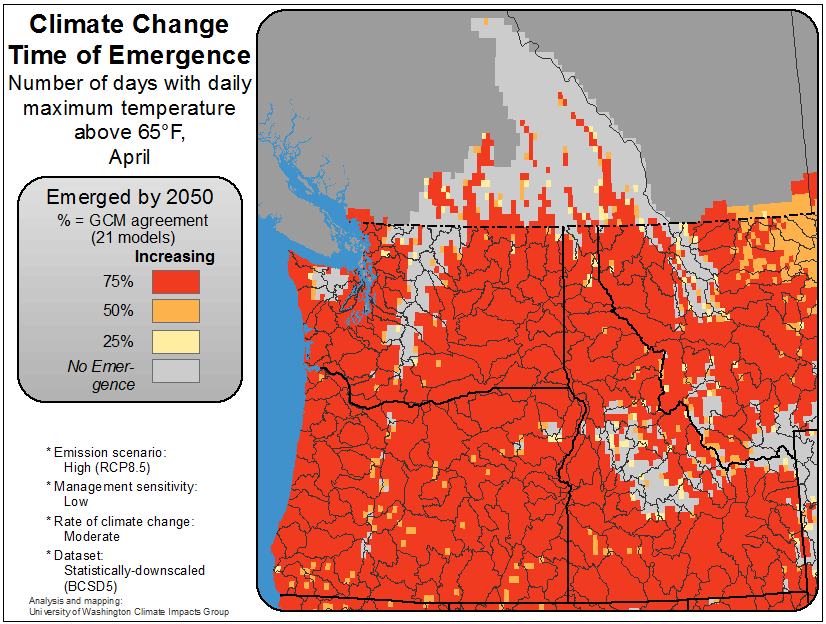 Climate Change
Time of Emergence
Number of days with daily
maximum temperature
above 65°F,
April
Emerged by 2050
% = GCM agreement
(21 models)
Increasing
75%
50%
25%
No Emer-
gence
* Emission scenario:
High (RCP8.5)
* Management sensitivity:
Low
* Rate of climate change:
Moderate
* Dataset:
Statistically-downscaled
(BCSD5)
Analysis and mapping:
University of Washington Climate Impacts Group